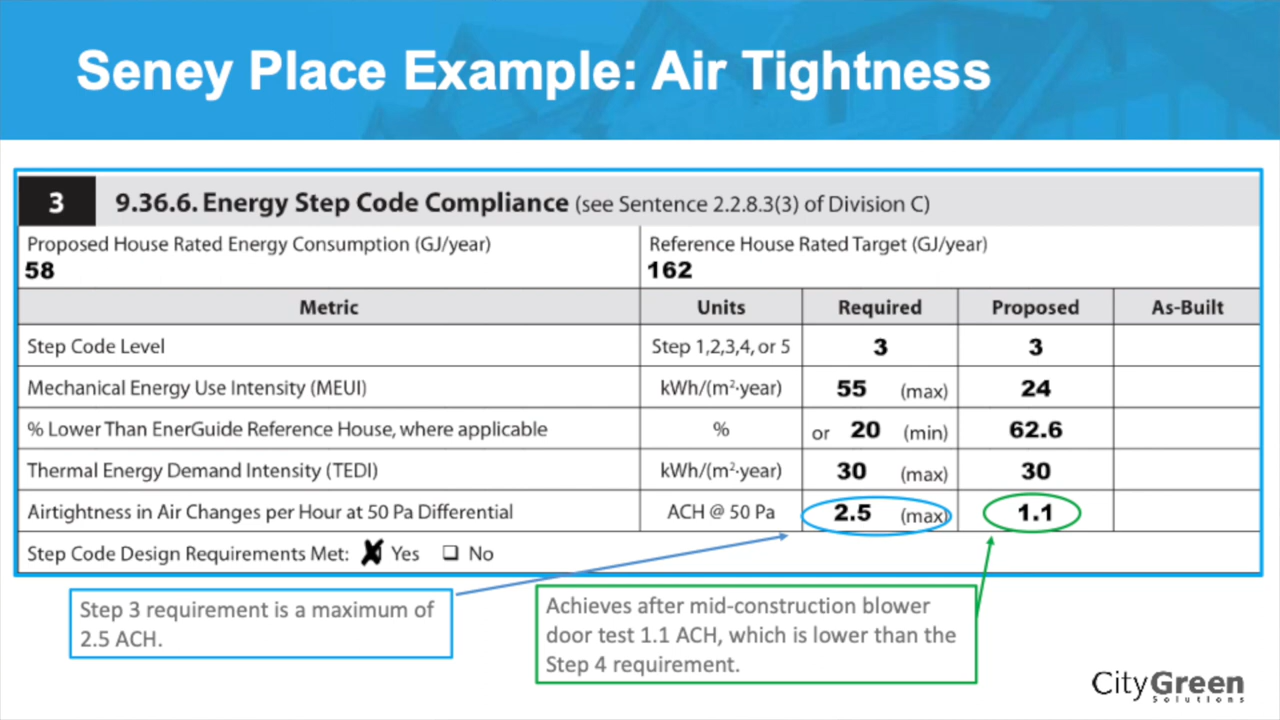 Seney Place Example: Air Tightness
3 9.36.6. Energy Step Code Compliance (see Sentence 2.2.8.3(3) of Division C)
Proposed House Rated Energy Consumption (GJ/year) Reference House Rated Target (GJ/year)
58 162
Metric Units Required Proposed As-Built
Step Code Level Step 1,2,3,4, or 5 3 3
Mechanical Energy Use Intensity (MEUI) kWh/(m²·year) 55 (max) 24
% Lower Than EnerGuide Reference House, where applicable % or 20 (min) 62.6
Thermal Energy Demand Intensity (TEDI) kWh/(m²·year) 30 (max) 30
Airtightness in Air Changes per Hour at 50 Pa Differential ACH @ 50 Pa 2.5 (max) 1.1
Step Code Design Requirements Met: ✘ Yes ❑ No
Step 3 requirement is a maximum of
2.5 ACH.
Achieves after mid-construction blower
door test 1.1 ACH, which is lower than the
Step 4 requirement.
CityGreen
Solutions